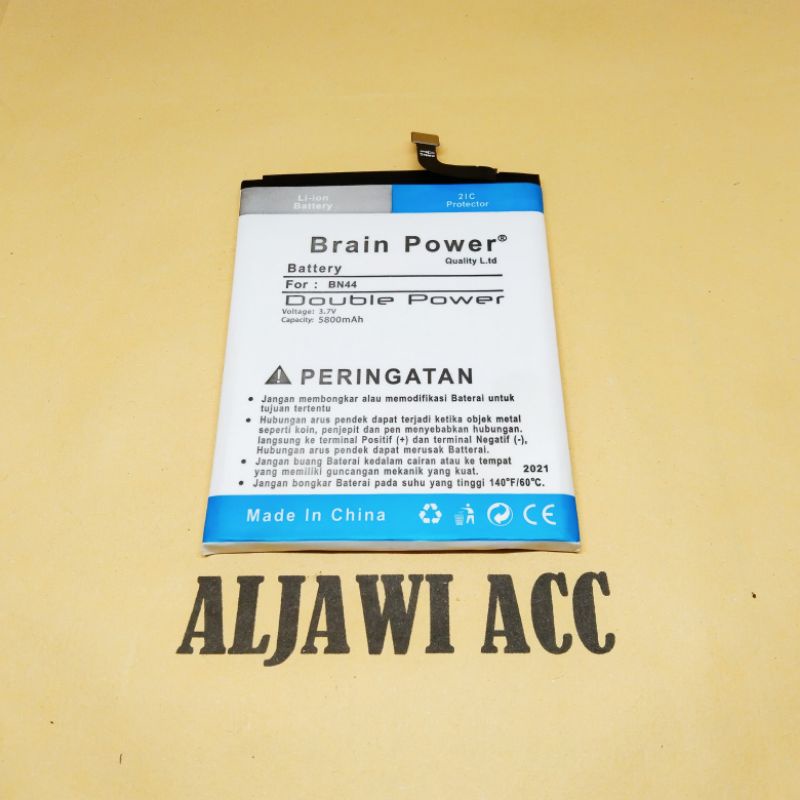 Li-ion
Battery
21C
Protector
Brain Power®
Quality L.td
Battery
For : BN44
Double Power
Voltage: 3.7V
Capacity: 5800mAh
⚠ PERINGATAN
• Jangan membongkar alau memodifikasi Baterai untuk
tujuan tertentu
• Hubungan arus pendek dapat terjadi ketika objek metal
seperti koin, penjepit dan pen menyebabkan hubungan.
langsung ke terminal Positif (+) dan terminal Negatif (-),
Hubungan dapat merusak Batterai.
• Jangan buang Baterai kedalam cairan atau ke tempat
yang memiliki guncangan mekanik yang kuat.
• Jangan bongkar Baterai pada suhu yang tinggi 140°F/60°C.
2021
Made In China
CE
ALJAWI ACC